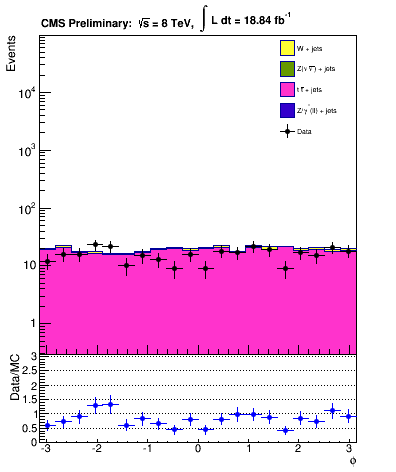 CMS Preliminary: √s = 8 TeV, ∫ L dt = 18.84 fb⁻¹
Events
W + jets
Z(νν̅) + jets
t t̅ + jets
Z/γ*(ll) + jets
Data
10⁴
10³
10²
10
1
Data/MC
3
2.5
2
1.5
1
0.5
0
-3 -2 -1 0 1 2 3
ϕ